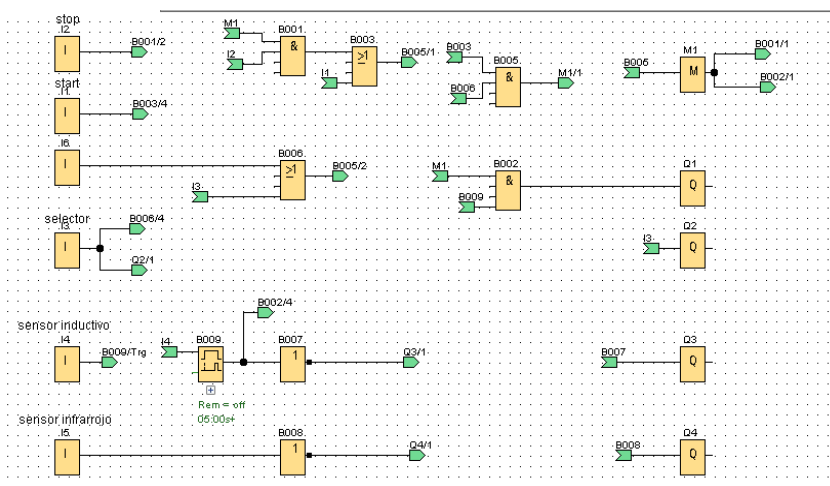 stop
I2
I
B001/2
start
I1
I
B003/4
I6
I
selector
I3
I
B006/4
Q2/1
sensor inductivo
I4
I
B009/Trg
sensor infrarrojo
I5
I
M1
I2
B001
&
B003
≥1
I1
B005/1
B003
B006
B005
&
M1/1
B005
M1
M
B001/1
B002/1
B006
≥1
I3
B005/2
M1
B009
B002
&
Q1
Q
I3
Q2
Q
I4
B009
Rem = off
05:00s+
B002/4
B007
1
Q3/1
B007
Q3
Q
B008
1
Q4/1
B008
Q4
Q